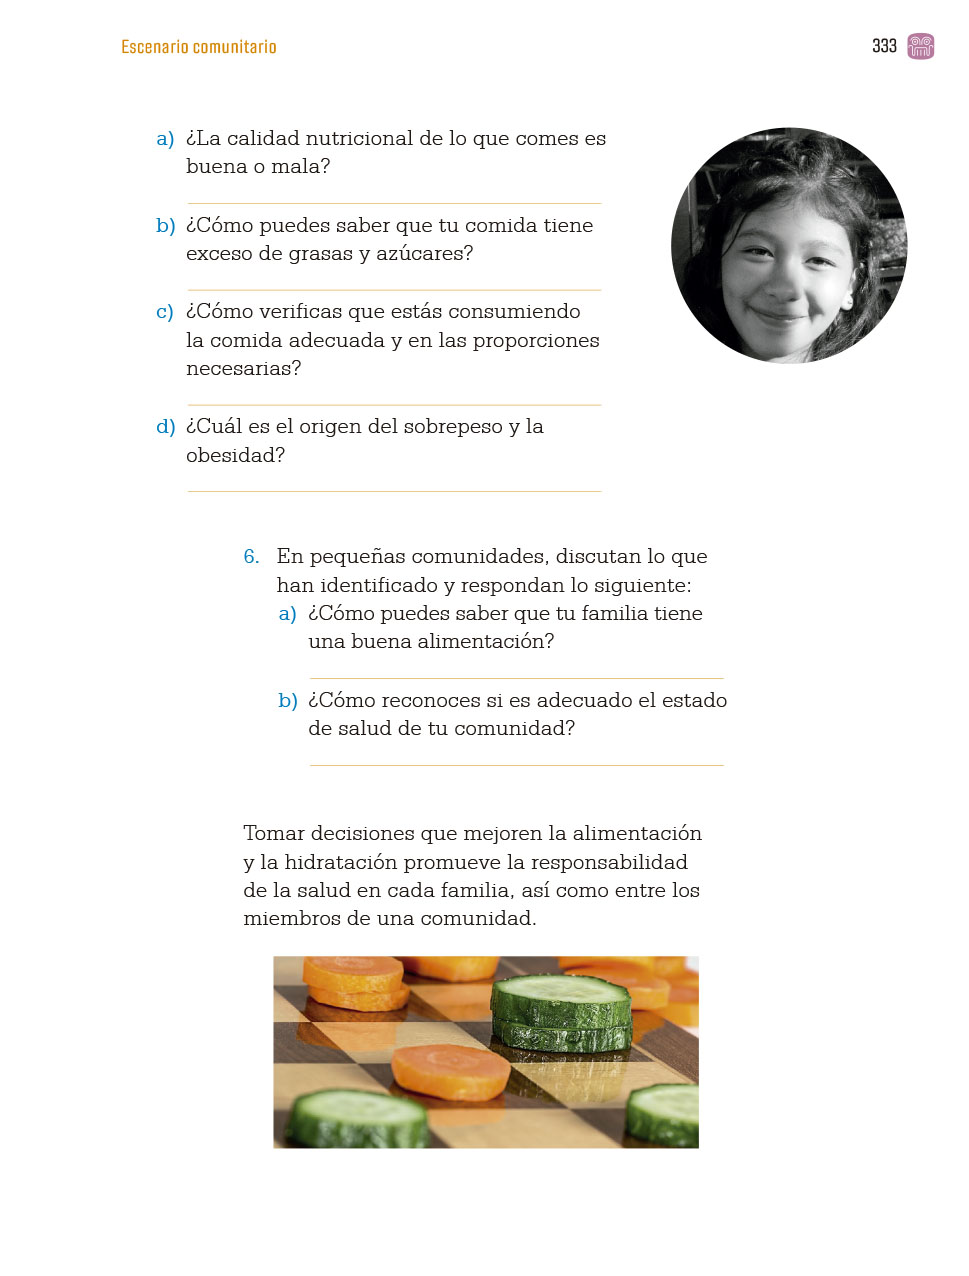 Escenario comunitario
333
a) ¿La calidad nutricional de lo que comes es
buena o mala?
b) ¿Cómo puedes saber que tu comida tiene
exceso de grasas y azúcares?
c) ¿Cómo verificas que estás consumiendo
la comida adecuada y en las proporciones
necesarias?
d) ¿Cuál es el origen del sobrepeso y la
obesidad?
6. En pequeñas comunidades, discutan lo que
han identificado y respondan lo siguiente:
a) ¿Cómo puedes saber que tu familia tiene
una buena alimentación?
b) ¿Cómo reconoces si es adecuado el estado
de salud de tu comunidad?
Tomar decisiones que mejoren la alimentación
y la hidratación promueve la responsabilidad
de la salud en cada familia, así como entre los
miembros de una comunidad.